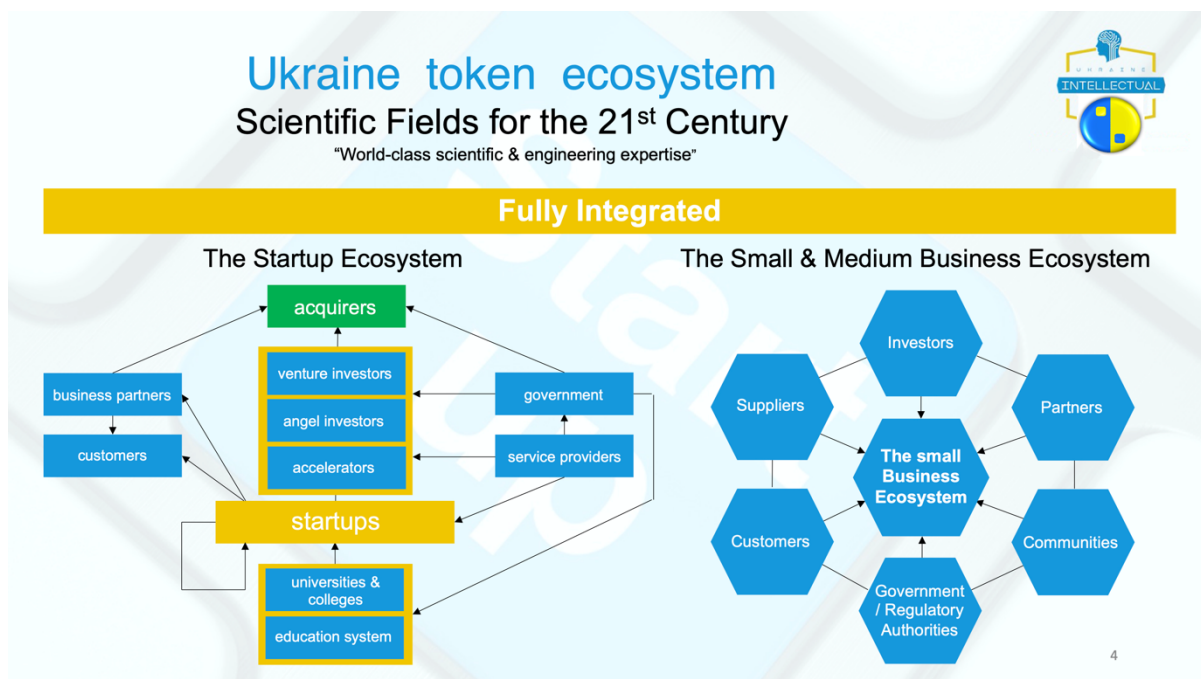 Ukraine token ecosystem
Scientific Fields for the 21st Century
“World-class scientific & engineering expertise”
UKRAINE
INTELLECTUAL
Fully Integrated
The Startup Ecosystem
acquirers
venture investors
angel investors
accelerators
business partners
customers
government
service providers
startups
universities &
colleges
education system
The Small & Medium Business Ecosystem
Investors
Suppliers
Partners
The small
Business
Ecosystem
Customers
Communities
Government
/ Regulatory
Authorities
4
start
up